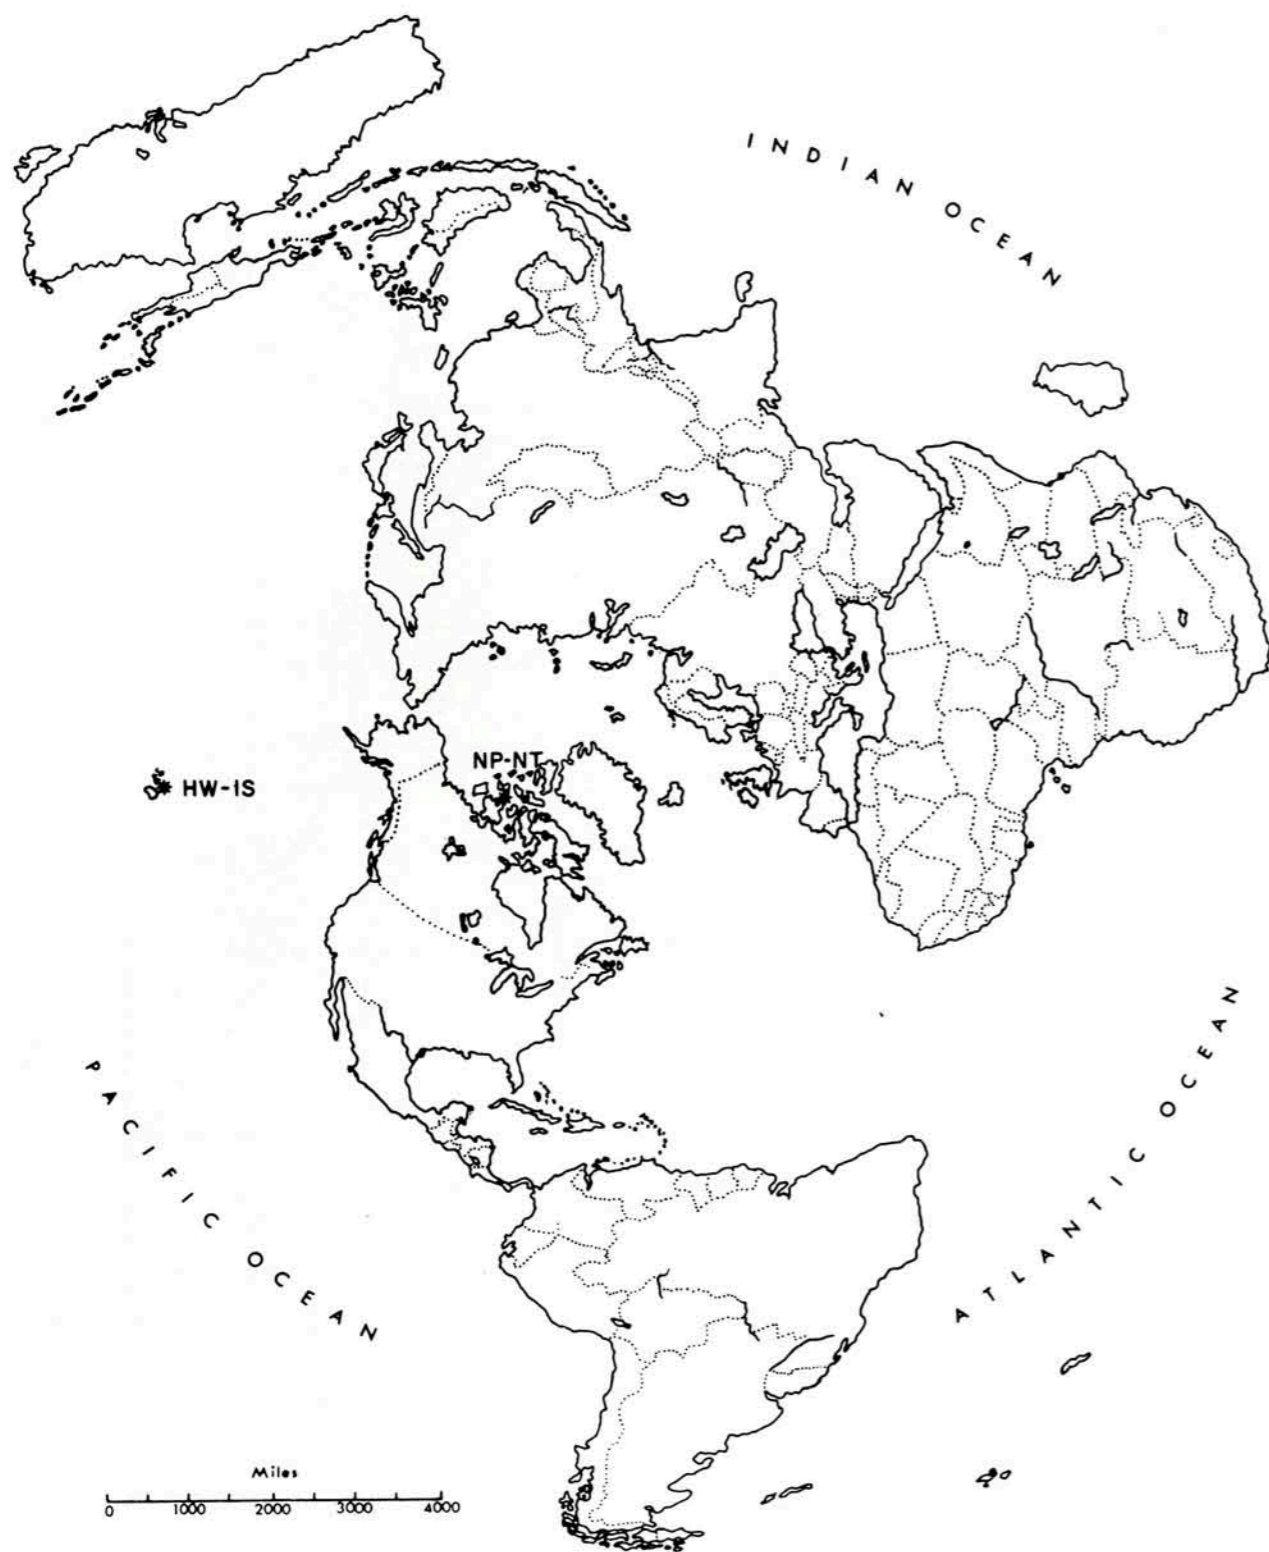 INDIAN OCEAN
NP-NT
HW-IS
PACIFIC OCEAN
ATLANTIC OCEAN
Miles
0 1000 2000 3000 4000